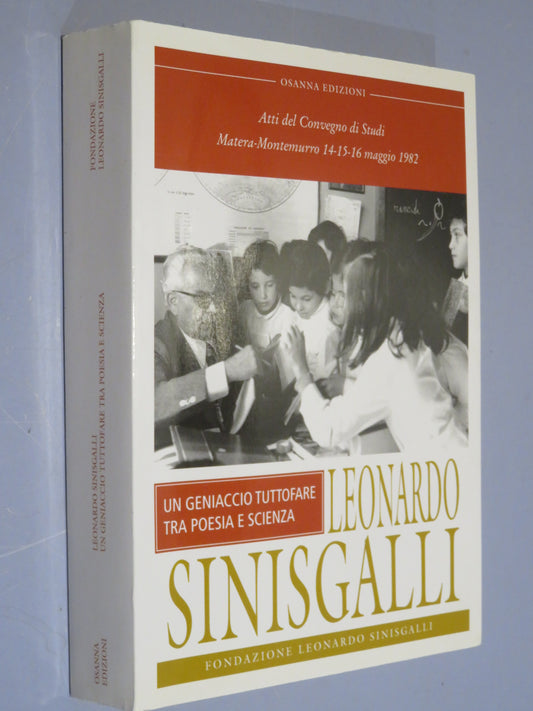 OSANNA EDIZIONI
Atti del Convegno di Studi
Matera-Montemurro 14-15-16 maggio 1982
UN GENIACCIO TUTTOFARE
TRA POESIA E SCIENZA
LEONARDO
SINISGALLI
FONDAZIONE LEONARDO SINISGALLI
FONDAZIONE
LEONARDO SINISGALLI
LEONARDO SINISGALLI
UN GENIACCIO TUTTOFARE TRA POESIA E SCIENZA
OSANNA
EDIZIONI